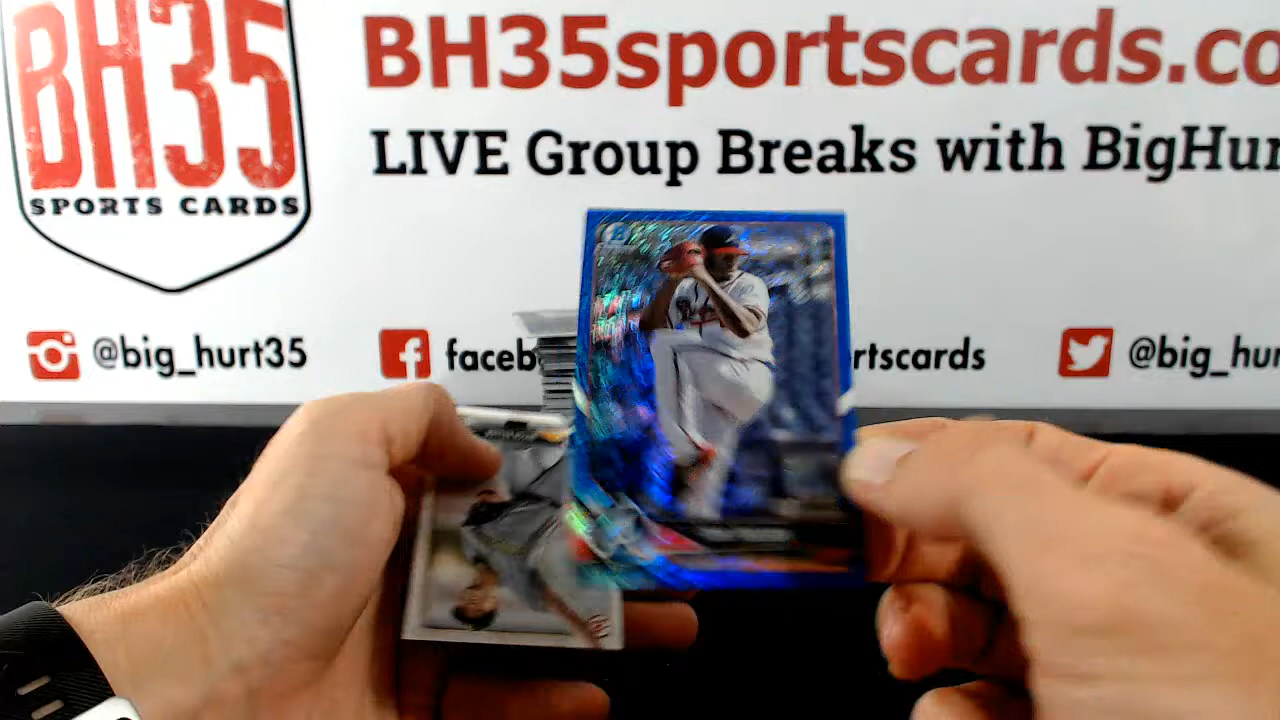 BH35
SPORTS CARDS
BH35sportscards.co
LIVE Group Breaks with BigHur
@big_hurt35
faceb
rtscards
@big_hur
B